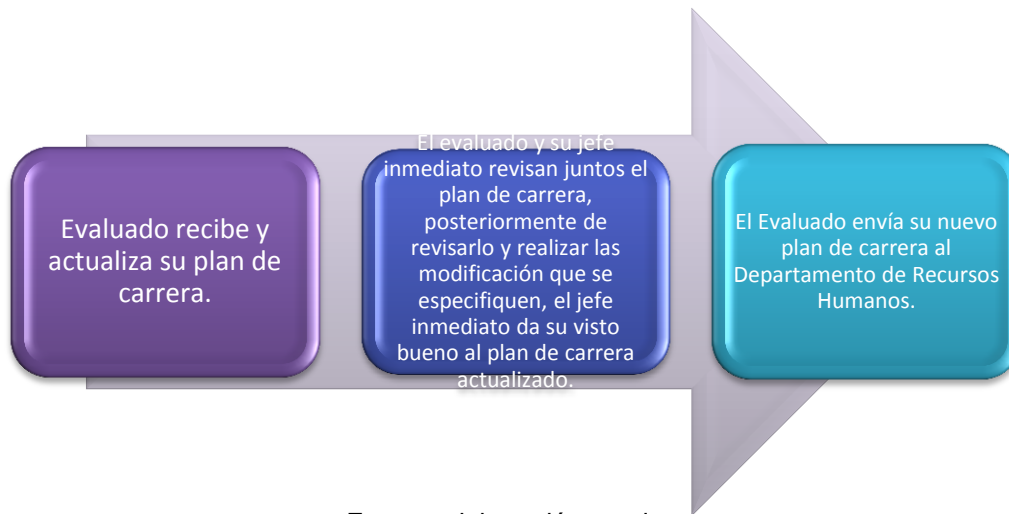 Evaluado recibe y
actualiza su plan de
carrera.
El evaluado y su jefe
inmediato revisan juntos el
plan de carrera,
posteriormente de
revisarlo y realizar las
modificación que se
especifiquen, el jefe
inmediato da su visto
bueno al plan de carrera
actualizado.
El Evaluado envía su nuevo
plan de carrera al
Departamento de Recursos
Humanos.